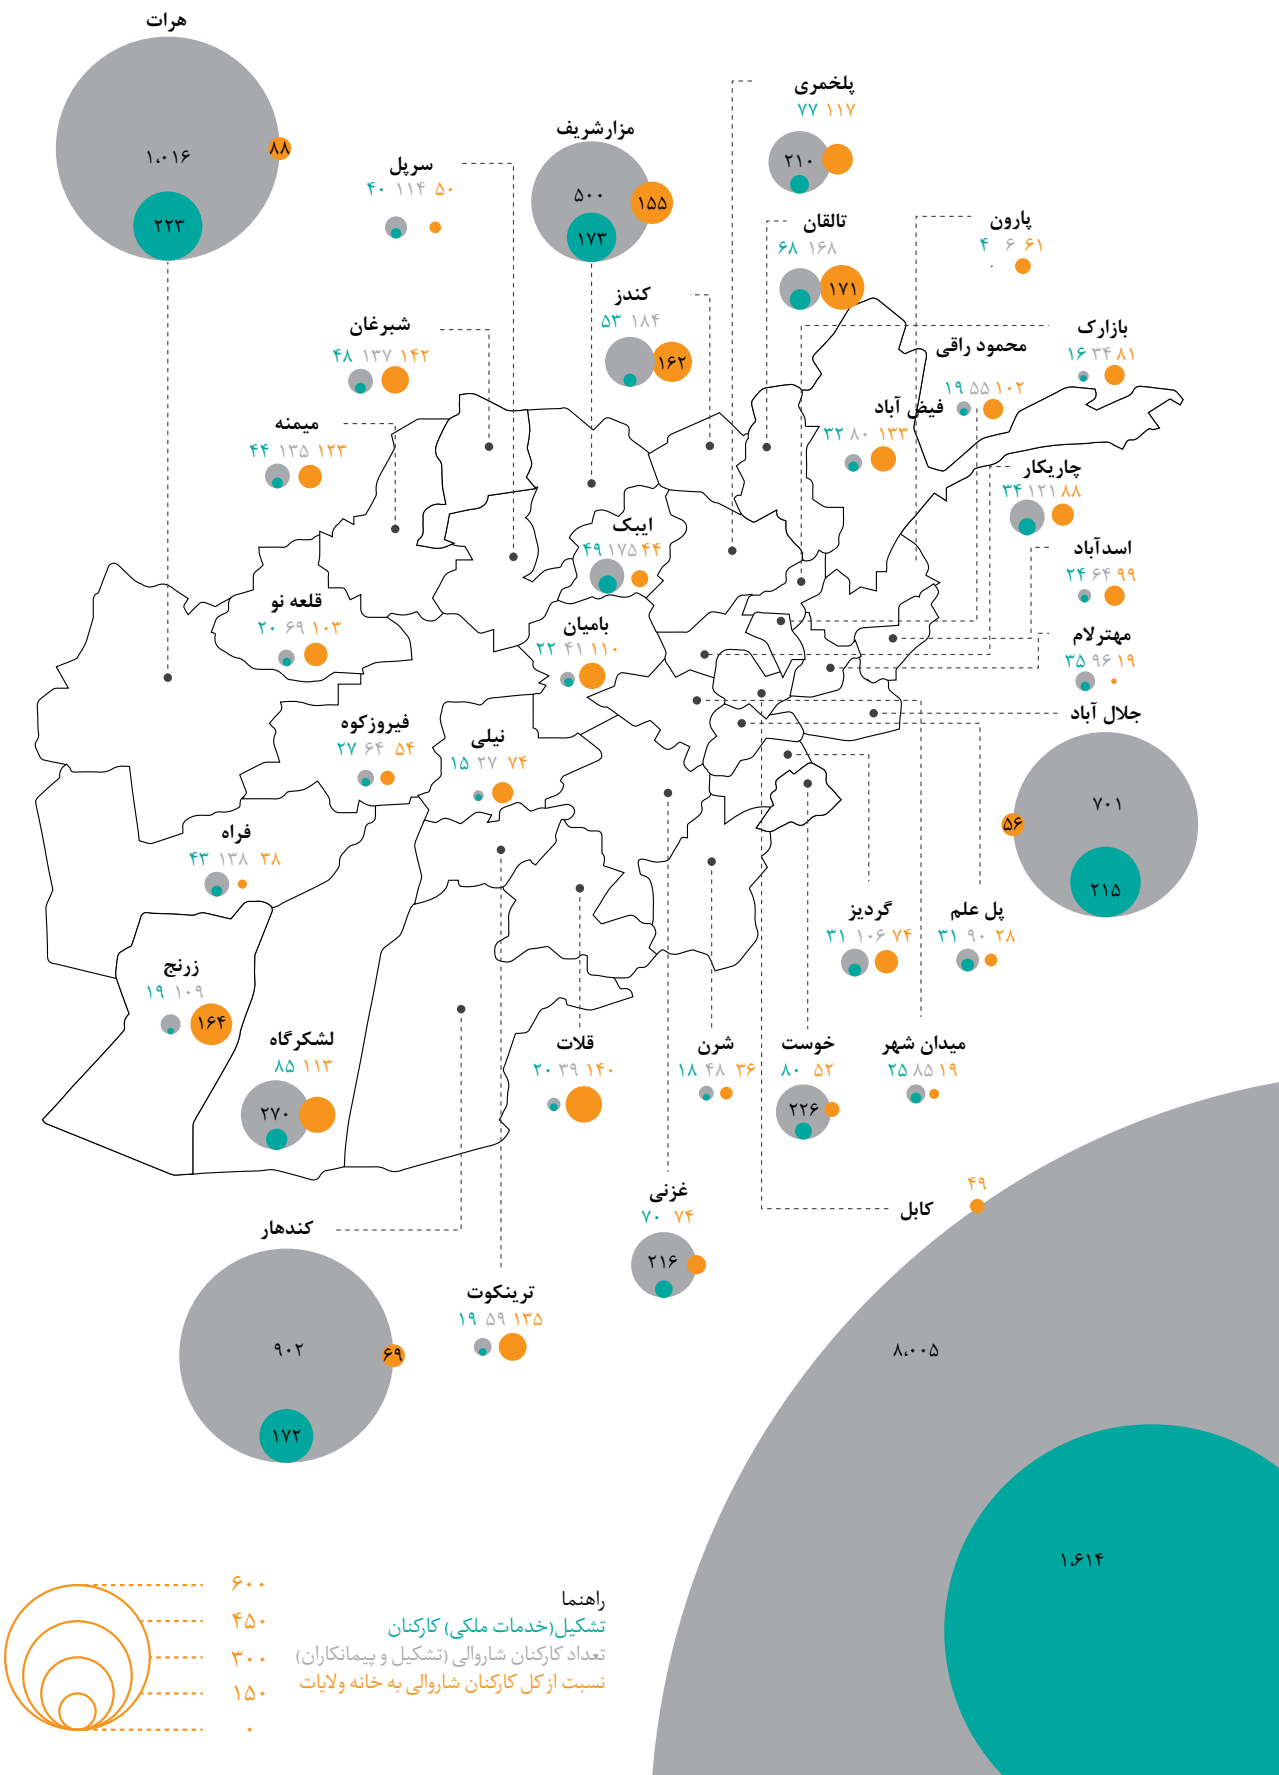 هرات
۱،۰۱۶
۸۸
۲۲۳
پلخمری
۷۷ ۱۱۷
۲۱۰
مزارشریف
۵۰۰
۱۵۵
۱۷۳
سرپل
۴۰ ۱۱۴ ۵۰
تالقان
۶۸ ۱۶۸
۱۷۱
پارون
۴ ۶ ۶۱
کندز
۵۳ ۱۸۴
۱۶۲
شبرغان
۴۸ ۱۳۷ ۱۴۲
بازارک
۱۶ ۳۴ ۸۱
محمود راقی
۱۹ ۵۵ ۱۰۲
فیض آباد
۳۲ ۸۰ ۱۳۳
میمنه
۴۴ ۱۳۵ ۱۲۳
چاریکار
۳۴ ۱۲۱ ۸۸
ایبک
۴۹ ۱۷۵ ۴۴
اسدآباد
۲۴ ۶۴ ۹۹
قلعه نو
۲۰ ۶۹ ۱۰۳
بامیان
۲۲ ۴۱ ۱۱۰
مهترلام
۳۵ ۹۶ ۱۹
جلال آباد
۷۰۱
۵۶
۲۱۵
فیروزکوه
۲۷ ۶۴ ۵۴
نیلی
۱۵ ۲۷ ۷۴
فراه
۴۳ ۱۳۸ ۳۸
گردیز
۳۱ ۱۰۶ ۷۴
پل علم
۳۱ ۹۰ ۲۸
زرنج
۱۹ ۱۰۹
۱۶۴
لشکرگاه
۸۵ ۱۱۳
۲۷۰
قلات
۲۰ ۳۹ ۱۴۰
شرن
۱۸ ۴۸ ۳۶
خوست
۸۰ ۵۲
۲۲۶
میدان شهر
۲۵ ۸۵ ۱۹
غزنی
۷۰ ۷۴
۲۱۶
کابل
۴۹
۸،۰۰۵
۱،۶۱۴
کندهار
۹۰۲
۶۹
۱۷۲
ترینکوت
۱۹ ۵۹ ۱۳۵
راهنما
تشکیل(خدمات ملکی) کارکنان
تعداد کارکنان شاروالی (تشکیل و پیمانکاران)
نسبت از کل کارکنان شاروالی به خانه ولایات
۶۰۰
۴۵۰
۳۰۰
۱۵۰
۰